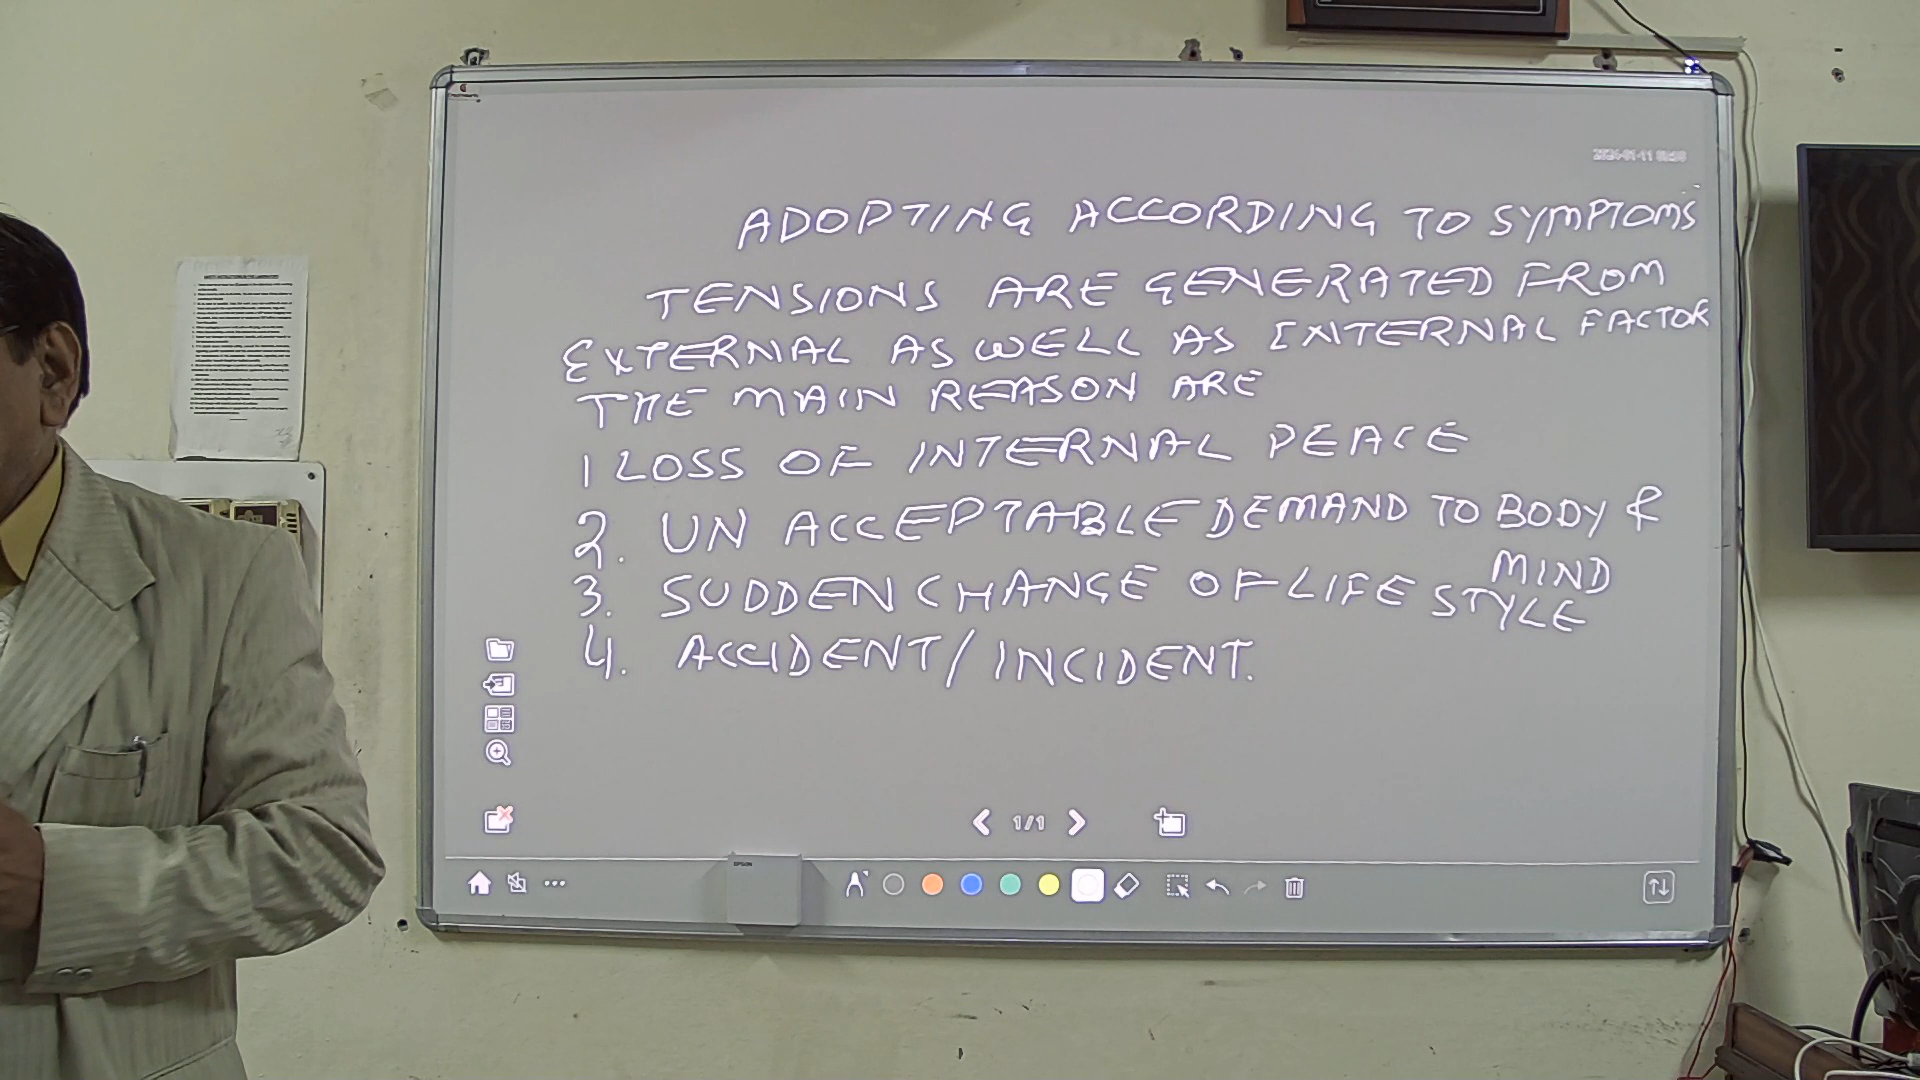 ADOPTING ACCORDING TO SYMPTOMS
TENSIONS ARE GENERATED FROM
EXTERNAL AS WELL AS INTERNAL FACTOR
THE MAIN REASON ARE
1 LOSS OF INTERNAL PEACE
2. UN ACCEPTABLE DEMAND TO BODY &
MIND
3. SUDDEN CHANGE OF LIFE STYLE
4. ACCIDENT/INCIDENT.
1/1
EPSON